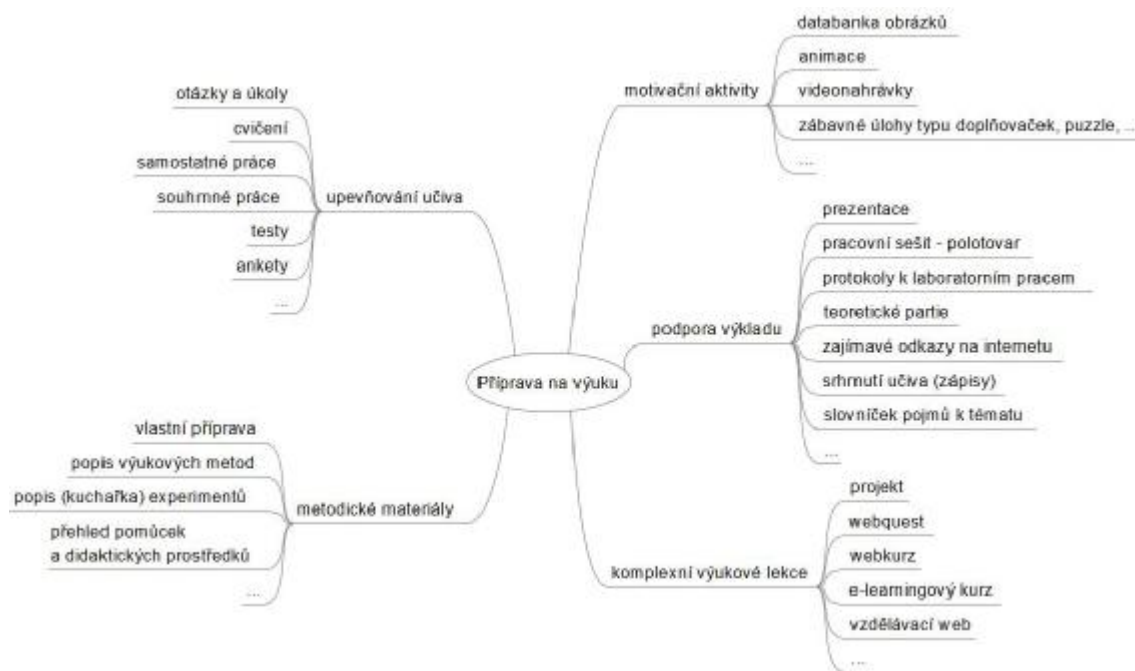 Příprava na výuku
upevňování učiva
otázky a úkoly
cvičení
samostatné práce
souhrnné práce
testy
ankety
...
metodické materiály
vlastní příprava
popis výukových metod
popis (kuchařka) experimentů
přehled pomůcek
a didaktických prostředků
...
motivační aktivity
databanka obrázků
animace
videonahrávky
zábavné úlohy typu doplňovaček, puzzle, ...
...
podpora výkladu
prezentace
pracovní sešit - polotovar
protokoly k laboratorním pracem
teoretické partie
zajímavé odkazy na internetu
srhrnutí učiva (zápisy)
slovníček pojmů k tématu
...
komplexní výukové lekce
projekt
webquest
webkurz
e-learningový kurz
vzdělávací web
...